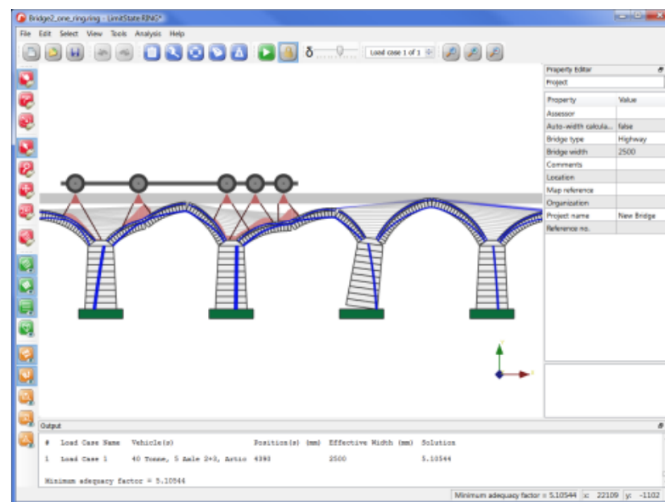 Bridge2_one_ring.ring - LimitState:RING*
File Edit Select View Tools Analysis Help
δ Load case 1 of 1
Property Editor
Project
Property Value
Assessor
Auto-width calcula... false
Bridge type Highway
Bridge width 2500
Comments
Location
Map reference
Organization
Project name New Bridge
Reference no.
Output
# Load Case Name Vehicle(s) Position(s) (mm) Effective Width (mm) Solution
1 Load Case 1 40 Tonne, 5 Axle 2+3, Artic 4390 2500 5.10544
Minimum adequacy factor = 5.10544
Minimum adequacy factor = 5.10544 x: 22109 y: -1102